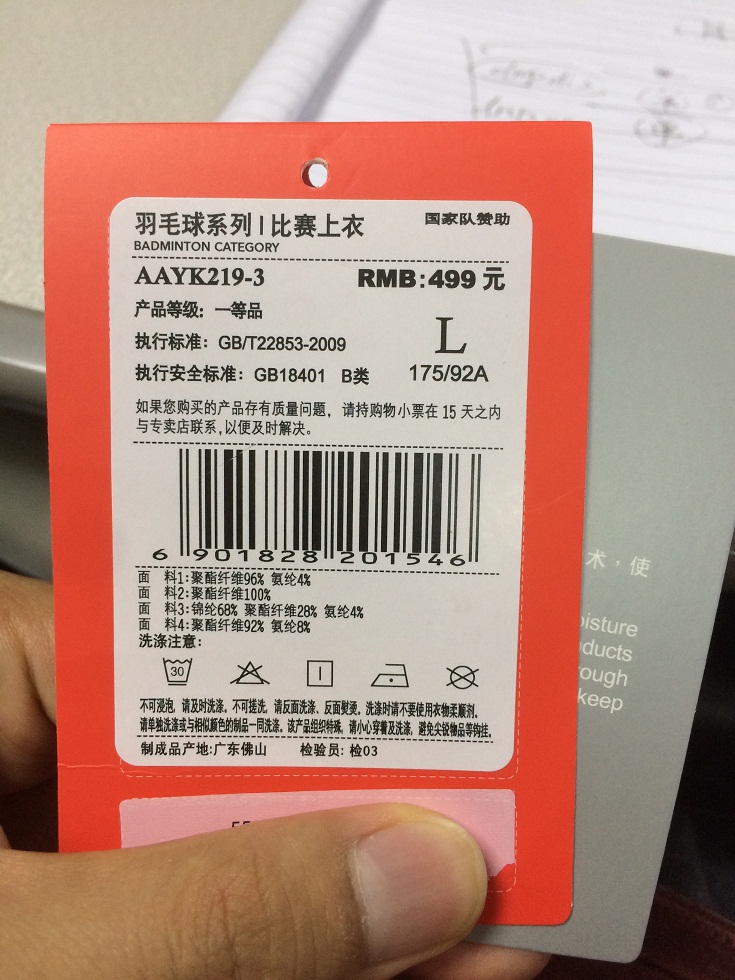 羽毛球系列 | 比赛上衣
国家队赞助
BADMINTON CATEGORY
AAYK219-3
RMB:499 元
产品等级: 一等品
执行标准: GB/T22853-2009
L
执行安全标准: GB18401 B类
175/92A
如果您购买的产品存有质量问题, 请持购物小票在 15 天之内
与专卖店联系,以便及时解决。
6 901828 201546
面 料1:聚酯纤维96% 氨纶4%
面 料2:聚酯纤维100%
面 料3:锦纶68% 聚酯纤维28% 氨纶4%
面 料4:聚酯纤维92% 氨纶8%
洗涤注意:
30
不可浸泡, 请及时洗涤, 不可搓洗, 请反面洗涤、反面熨烫, 洗涤时请不要使用衣物柔顺剂,
请单独洗涤或与相似颜色的制品一同洗涤, 该产品组织特殊, 请小心穿着及洗涤, 避免尖锐物品等钩挂。
制成品产地:广东佛山 检验员: 检03
术，使
oisture
ducts
rough
keep